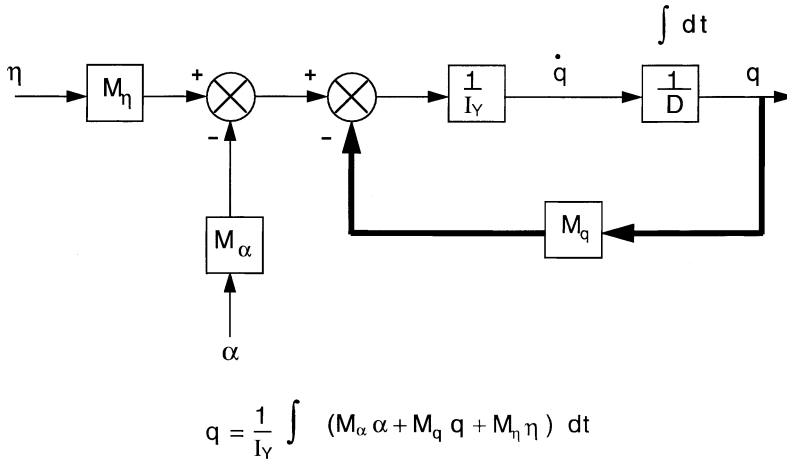 ∫ dt
η + + q̇ q
M_η 1/I_Y 1/D
- -
M_α M_q
α
q = 1/I_Y ∫ (M_α α + M_q q + M_η η) dt